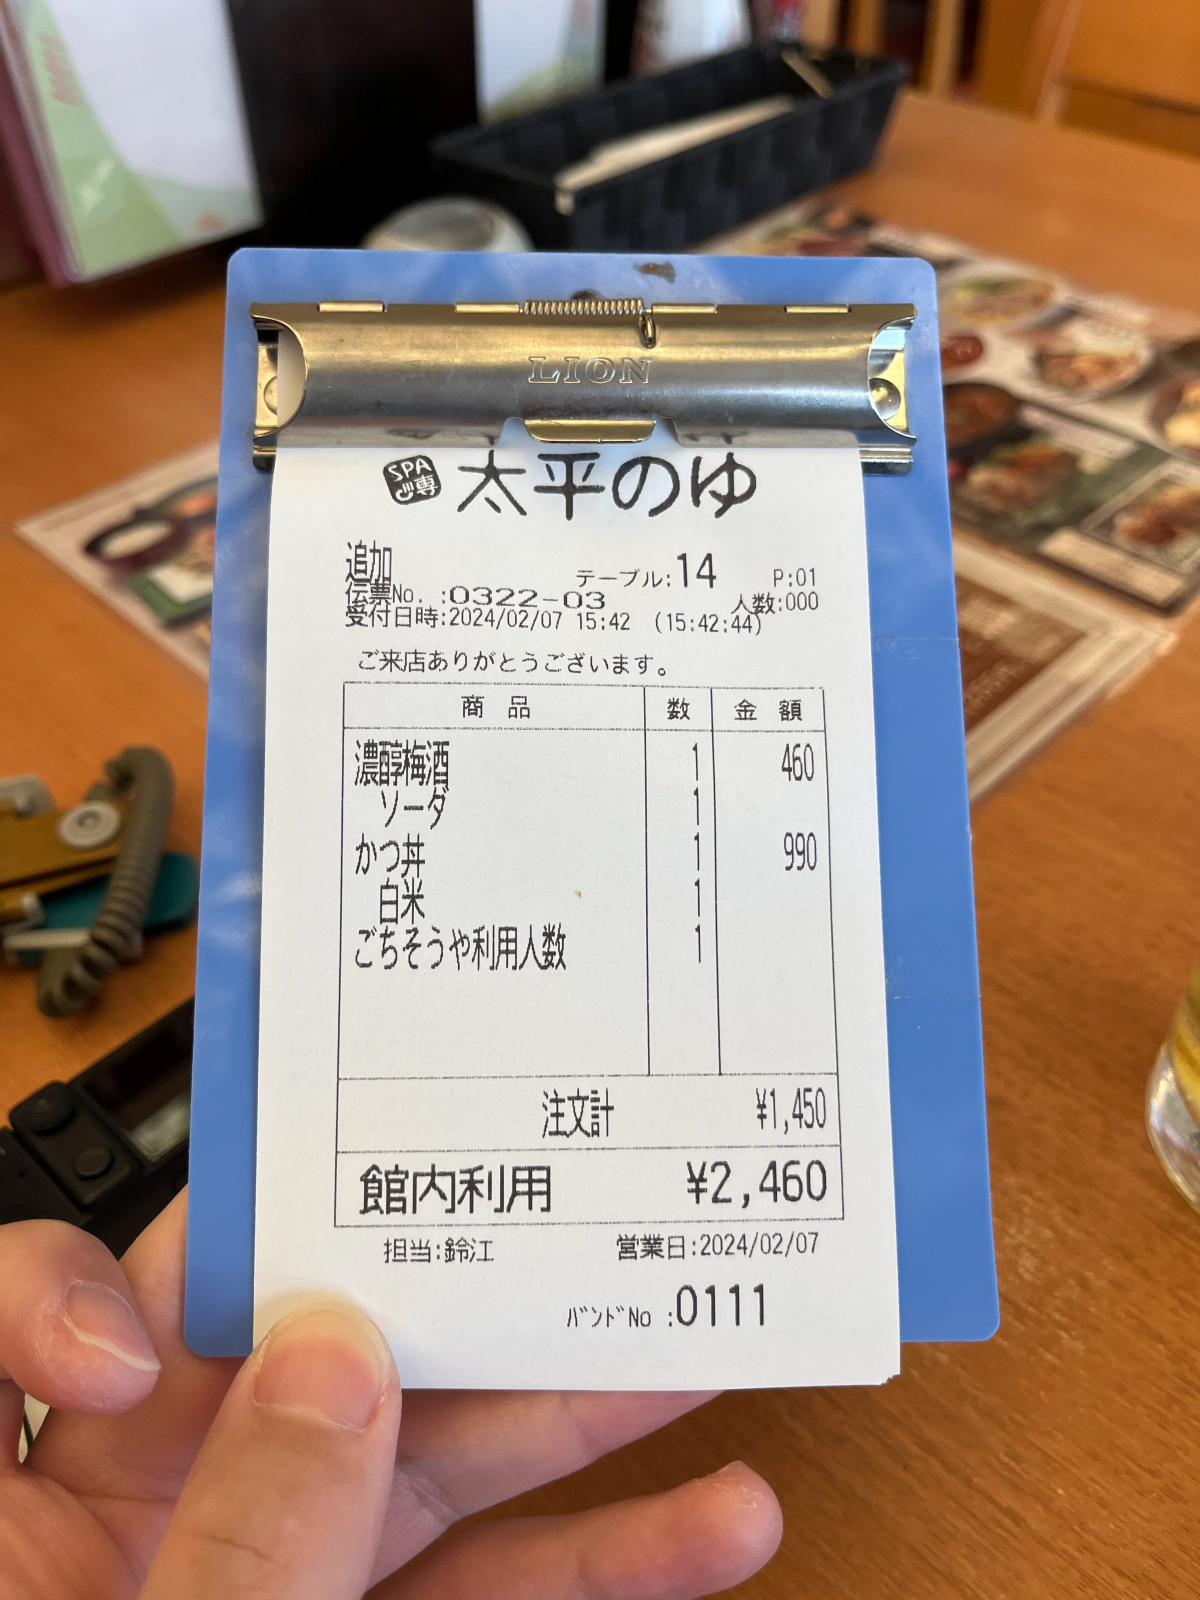 LION
SPA
専
太平のゆ
追加
テーブル:14 P:01
伝票No. :0322-03 人数:000
受付日時:2024/02/07 15:42 (15:42:44)
ご来店ありがとうございます。
商 品 数 金 額
濃醇梅酒 1 460
ソーダ 1
かつ丼 1 990
白米 1
ごちそうや利用人数 1
注文計 ¥1,450
館内利用 ¥2,460
担当:鈴江 営業日:2024/02/07
ﾊﾞﾝﾄﾞNo :0111